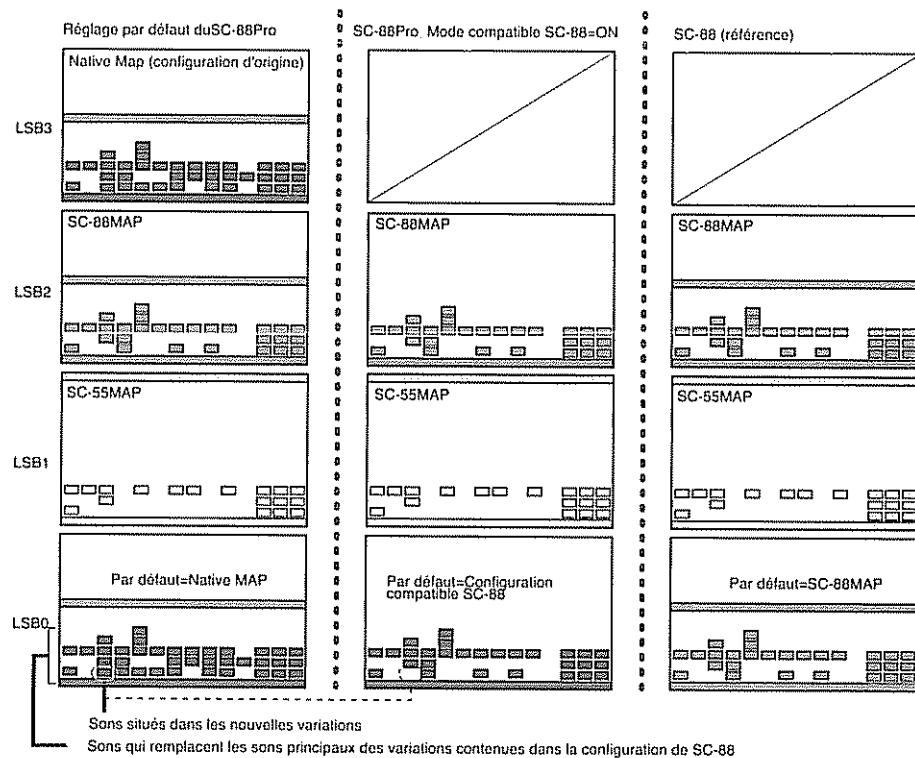 Réglage par défaut duSC-88Pro
SC-88Pro, Mode compatible SC-88=ON
SC-88 (référence)
Native Map (configuration d'origine)
LSB3
SC-88MAP
SC-88MAP
SC-88MAP
LSB2
SC-55MAP
SC-55MAP
SC-55MAP
LSB1
Par défaut=Native MAP
Par défaut=Configuration
compatible SC-88
Par défaut=SC-88MAP
LSB0
Sons situés dans les nouvelles variations
Sons qui remplacent les sons principaux des variations contenues dans la configuration de SC-88